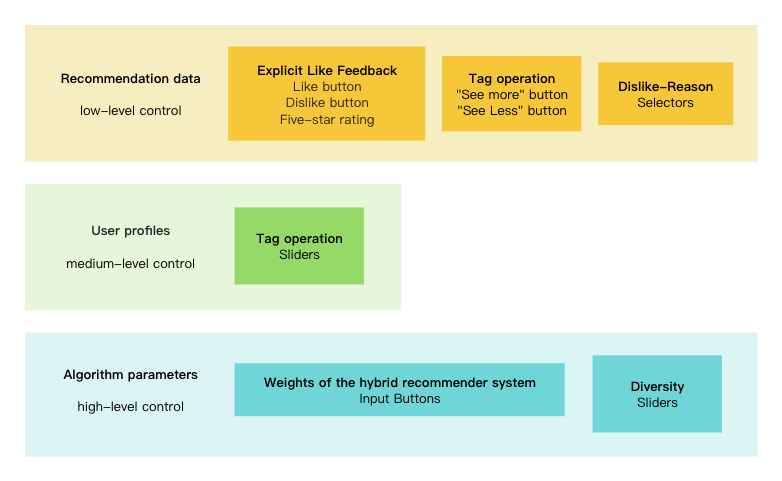 Recommendation data
low-level control
Explicit Like Feedback
Like button
Dislike button
Five-star rating
Tag operation
"See more" button
"See Less" button
Dislike-Reason
Selectors
User profiles
medium-level control
Tag operation
Sliders
Algorithm parameters
high-level control
Weights of the hybrid recommender system
Input Buttons
Diversity
Sliders